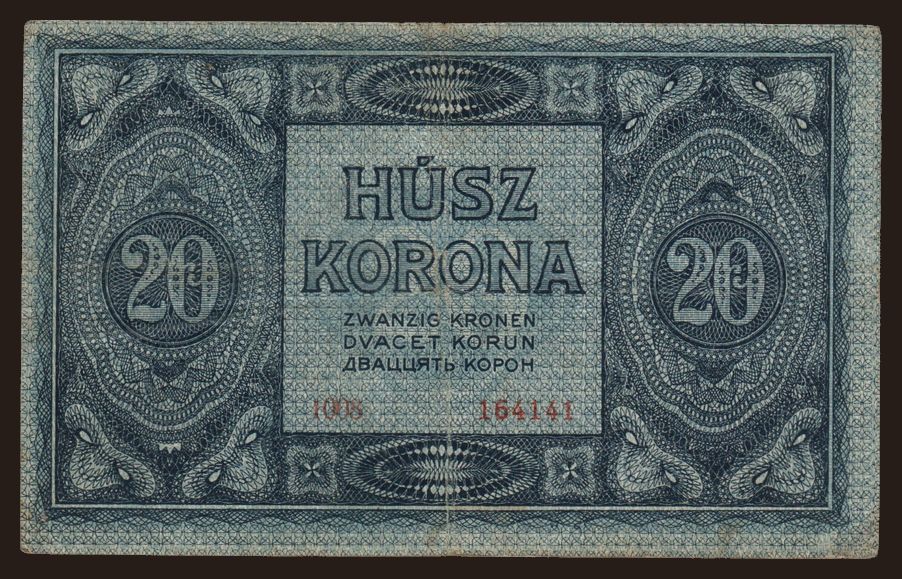 HÚSZ
KORONA
20 20
ZWANZIG KRONEN
DVACET KORUN
ДВАЦЦЯТЬ КОРОН
1008 164141